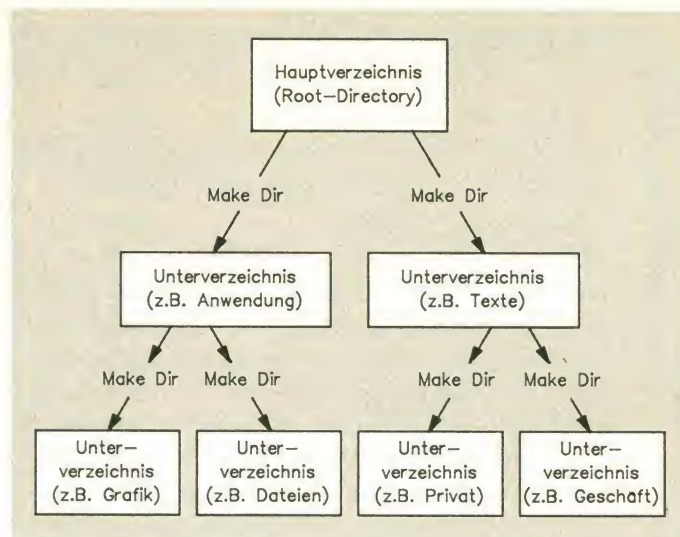 Hauptverzeichnis
(Root-Directory)
Make Dir
Make Dir
Unterverzeichnis
(z.B. Anwendung)
Unterverzeichnis
(z.B. Texte)
Make Dir
Make Dir
Make Dir
Make Dir
Unter-
verzeichnis
(z.B. Grafik)
Unter-
verzeichnis
(z.B. Dateien)
Unter-
verzeichnis
(z.B. Privat)
Unter-
verzeichnis
(z.B. Geschäft)